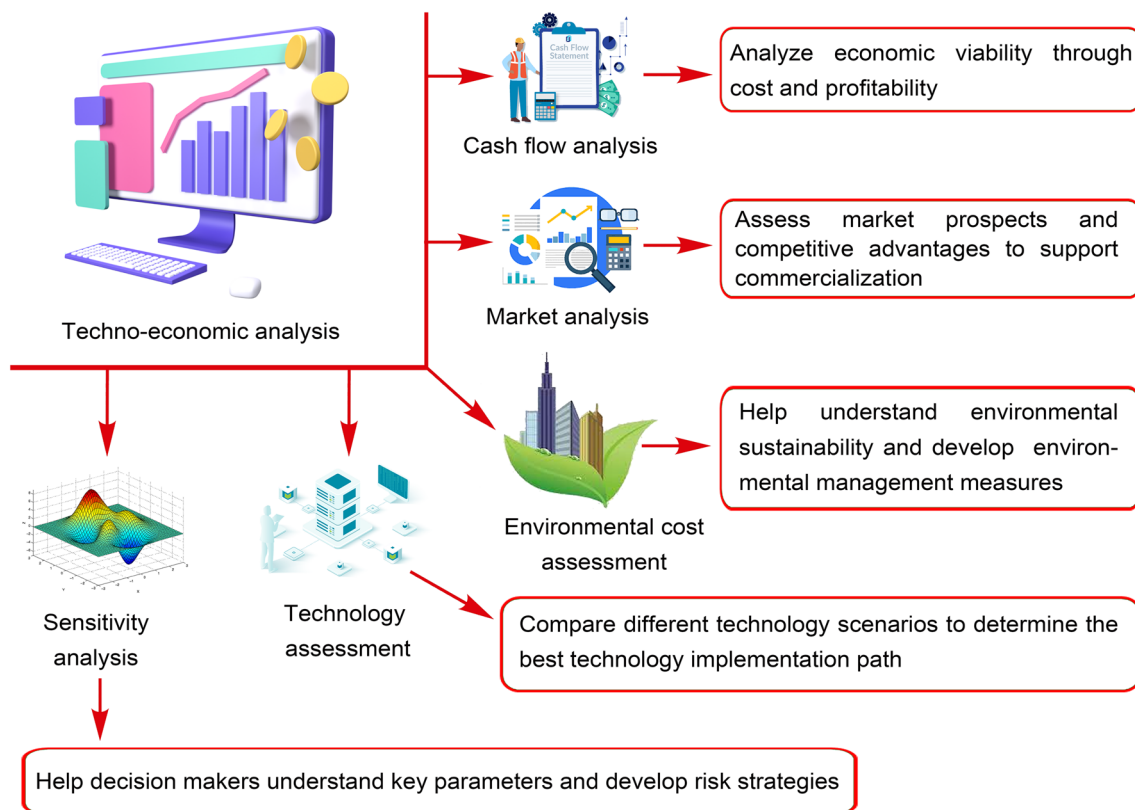 Cash Flow
Statement
Analyze economic viability through
cost and profitability
Cash flow analysis
Assess market prospects and
competitive advantages to support
commercialization
Market analysis
Techno-economic analysis
Help understand environmental
sustainability and develop environ-
mental management measures
Environmental cost
assessment
Sensitivity
analysis
Technology
assessment
Compare different technology scenarios to determine the
best technology implementation path
Help decision makers understand key parameters and develop risk strategies